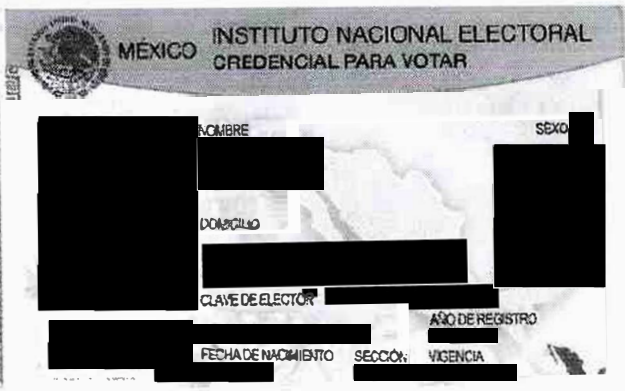 MÉXICO
INSTITUTO NACIONAL ELECTORAL
CREDENCIAL PARA VOTAR
NOMBRE
SEXO
DOMICILIO
CLAVE DE ELECTOR
AÑO DE REGISTRO
FECHA DE NACIMIENTO SECCIÓN VIGENCIA